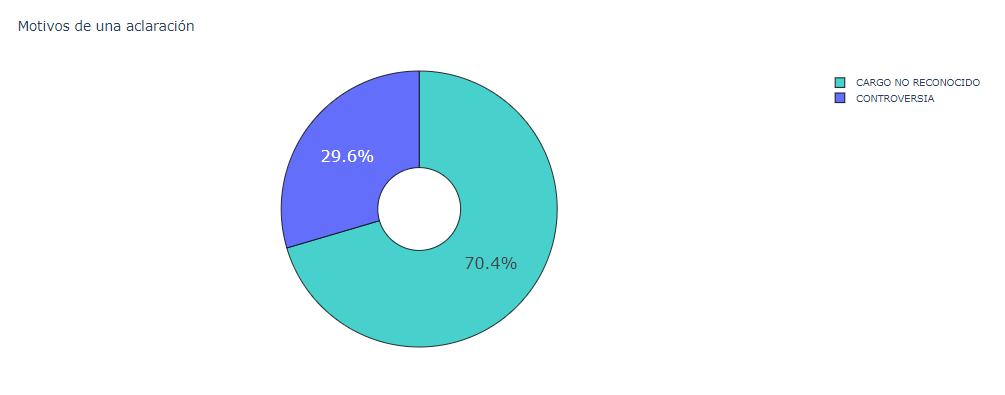 Motivos de una aclaración
CARGO NO RECONOCIDO
CONTROVERSIA
29.6%
70.4%